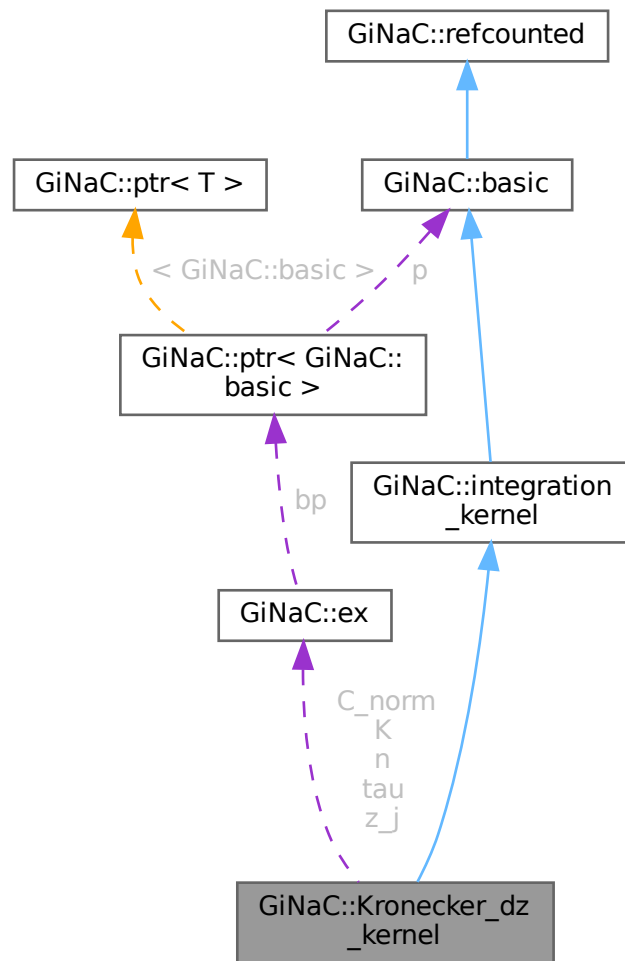 GiNaC::refcounted
GiNaC::ptr< T >
GiNaC::basic
< GiNaC::basic >
p
GiNaC::ptr< GiNaC::
basic >
GiNaC::integration
_kernel
bp
GiNaC::ex
C_norm
K
n
tau
z_j
GiNaC::Kronecker_dz
_kernel